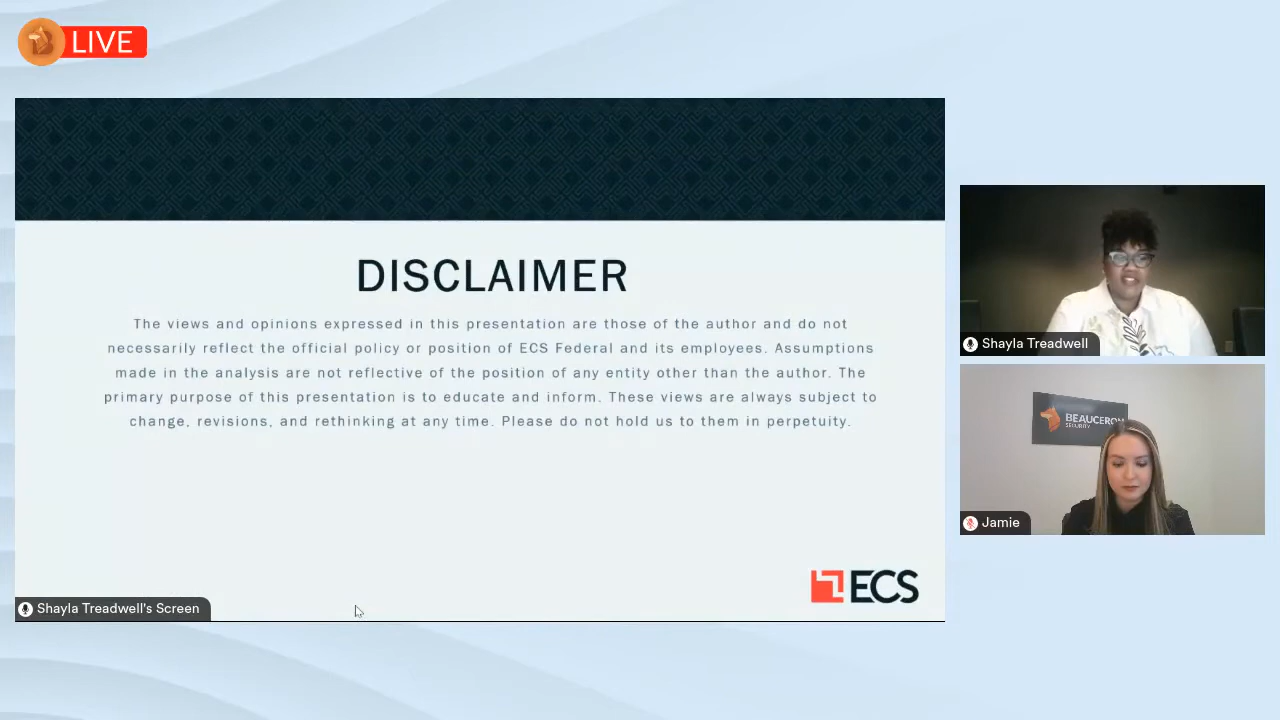 LIVE
DISCLAIMER
The views and opinions expressed in this presentation are those of the author and do not
necessarily reflect the official policy or position of ECS Federal and its employees. Assumptions
made in the analysis are not reflective of the position of any entity other than the author. The
primary purpose of this presentation is to educate and inform. These views are always subject to
change, revisions, and rethinking at any time. Please do not hold us to them in perpetuity.
ECS
Shayla Treadwell's Screen
Shayla Treadwell
BEAUCERON
SECURITY
Jamie